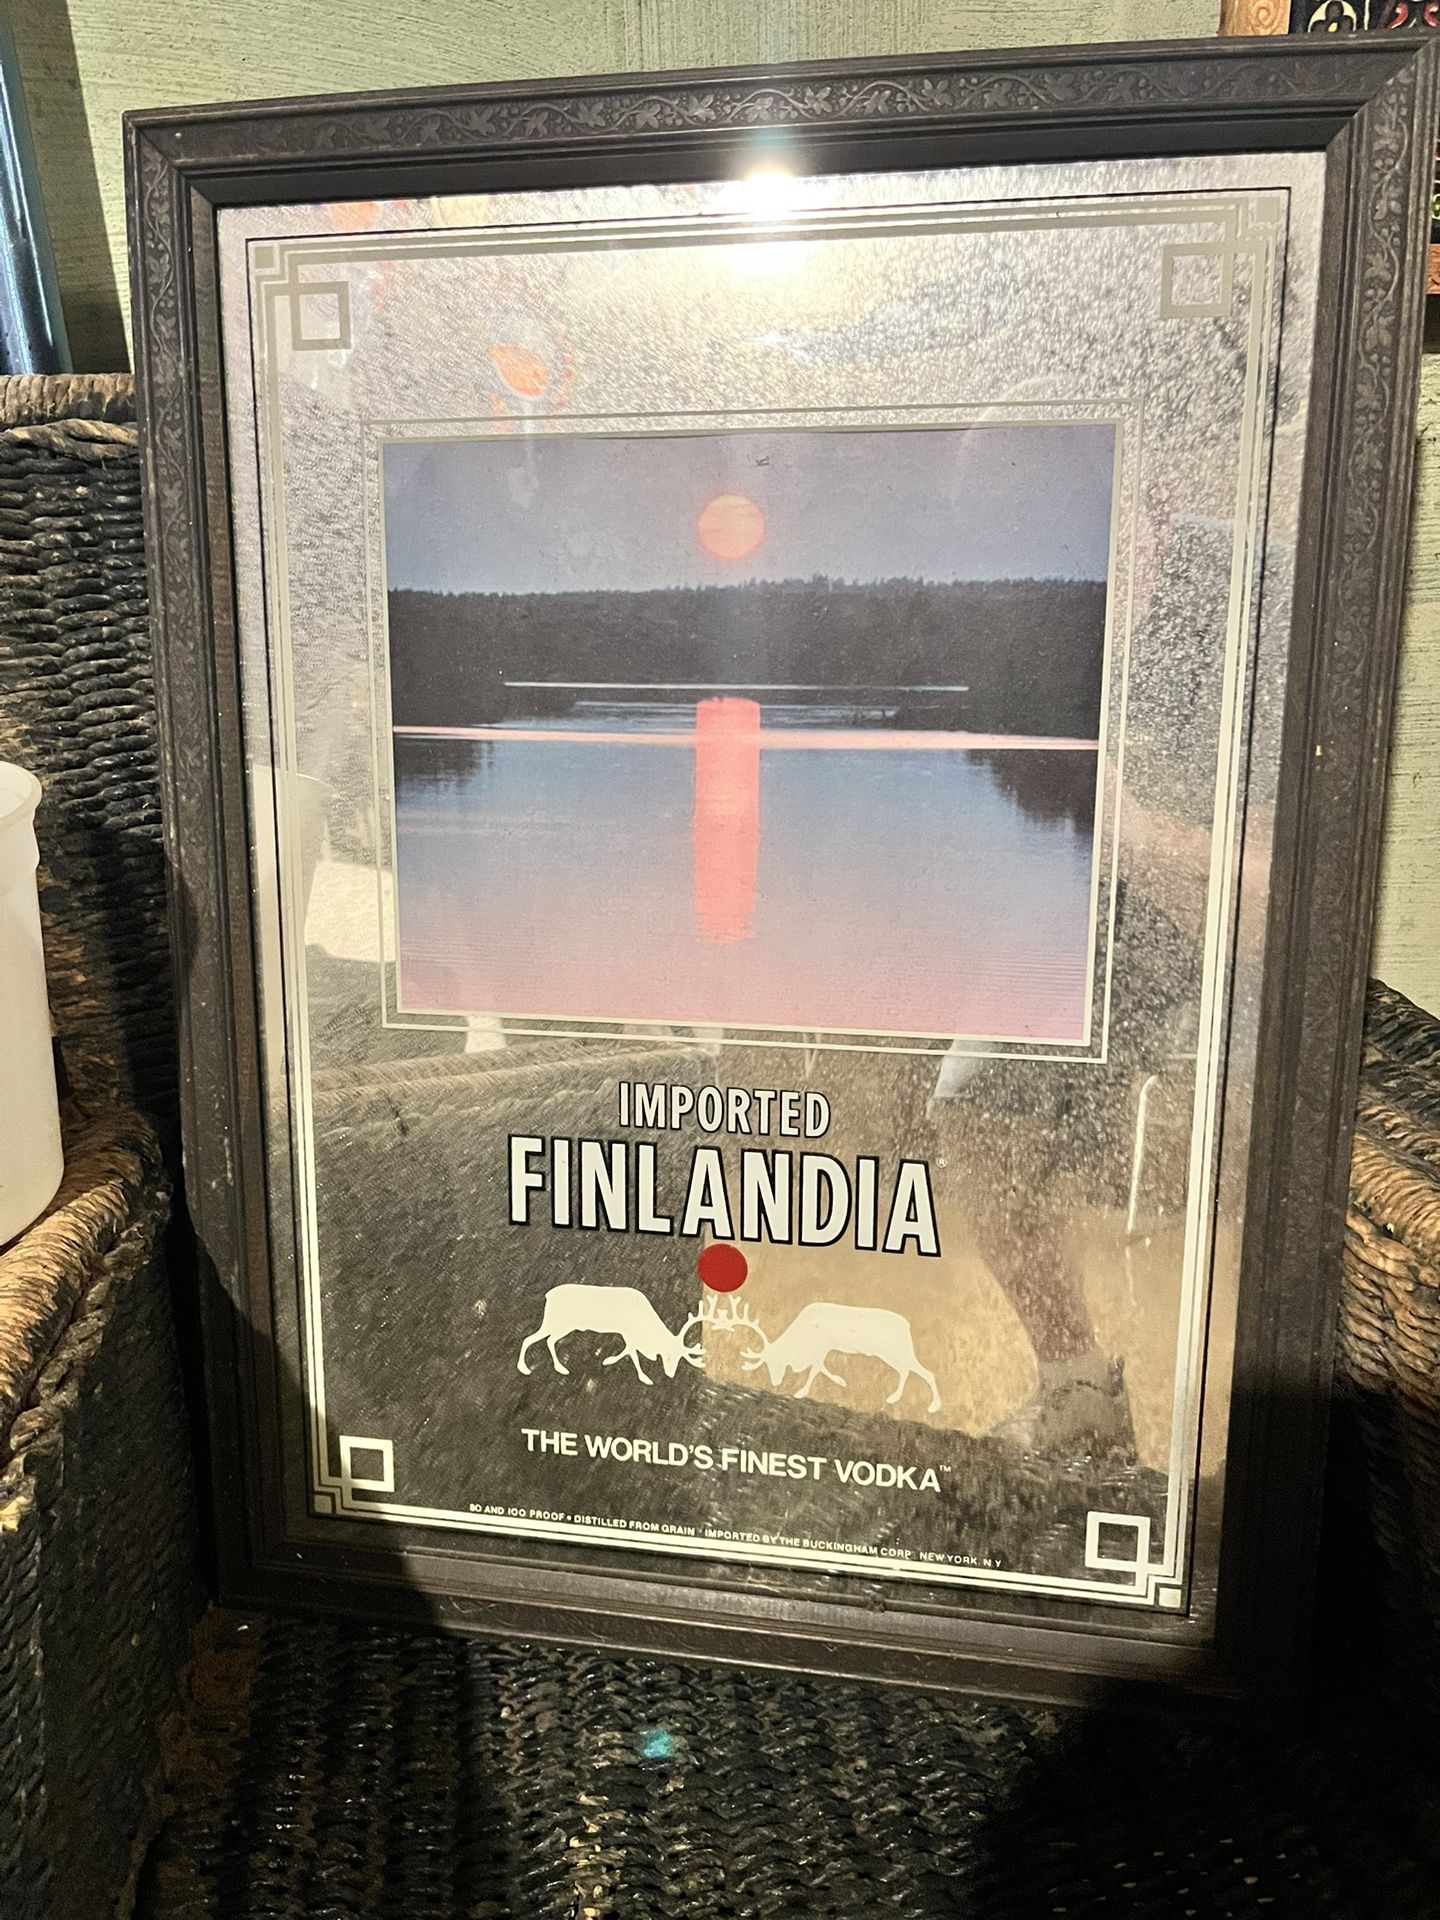 IMPORTED
FINLANDIA®
THE WORLD'S FINEST VODKA™
80 AND 100 PROOF • DISTILLED FROM GRAIN IMPORTED BY THE BUCKINGHAM CORP NEW YORK, N Y